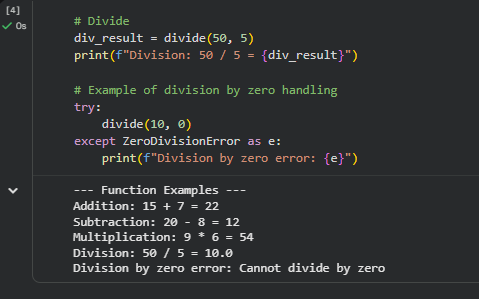 [4]
0s
# Divide
div_result = divide(50, 5)
print(f"Division: 50 / 5 = {div_result}")
# Example of division by zero handling
try:
    divide(10, 0)
except ZeroDivisionError as e:
    print(f"Division by zero error: {e}")
--- Function Examples ---
Addition: 15 + 7 = 22
Subtraction: 20 - 8 = 12
Multiplication: 9 * 6 = 54
Division: 50 / 5 = 10.0
Division by zero error: Cannot divide by zero